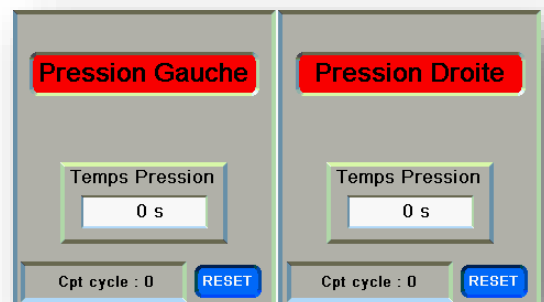 Pression Gauche
Temps Pression
0 s
Cpt cycle : 0 RESET
Pression Droite
Temps Pression
0 s
Cpt cycle : 0 RESET